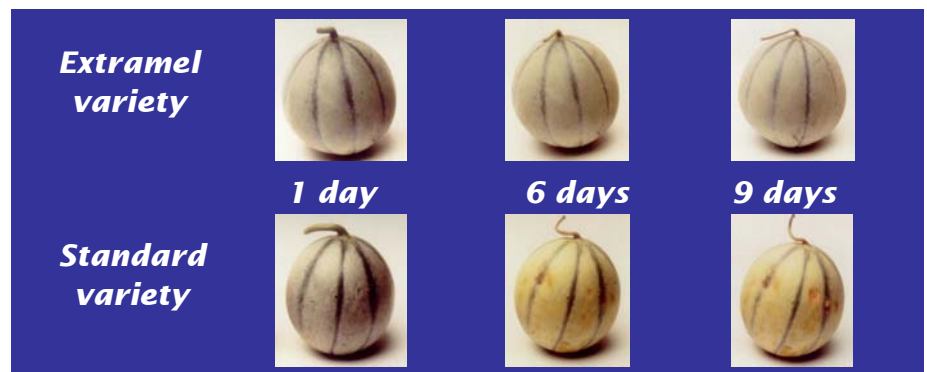 Extramel
variety
1 day 6 days 9 days
Standard
variety